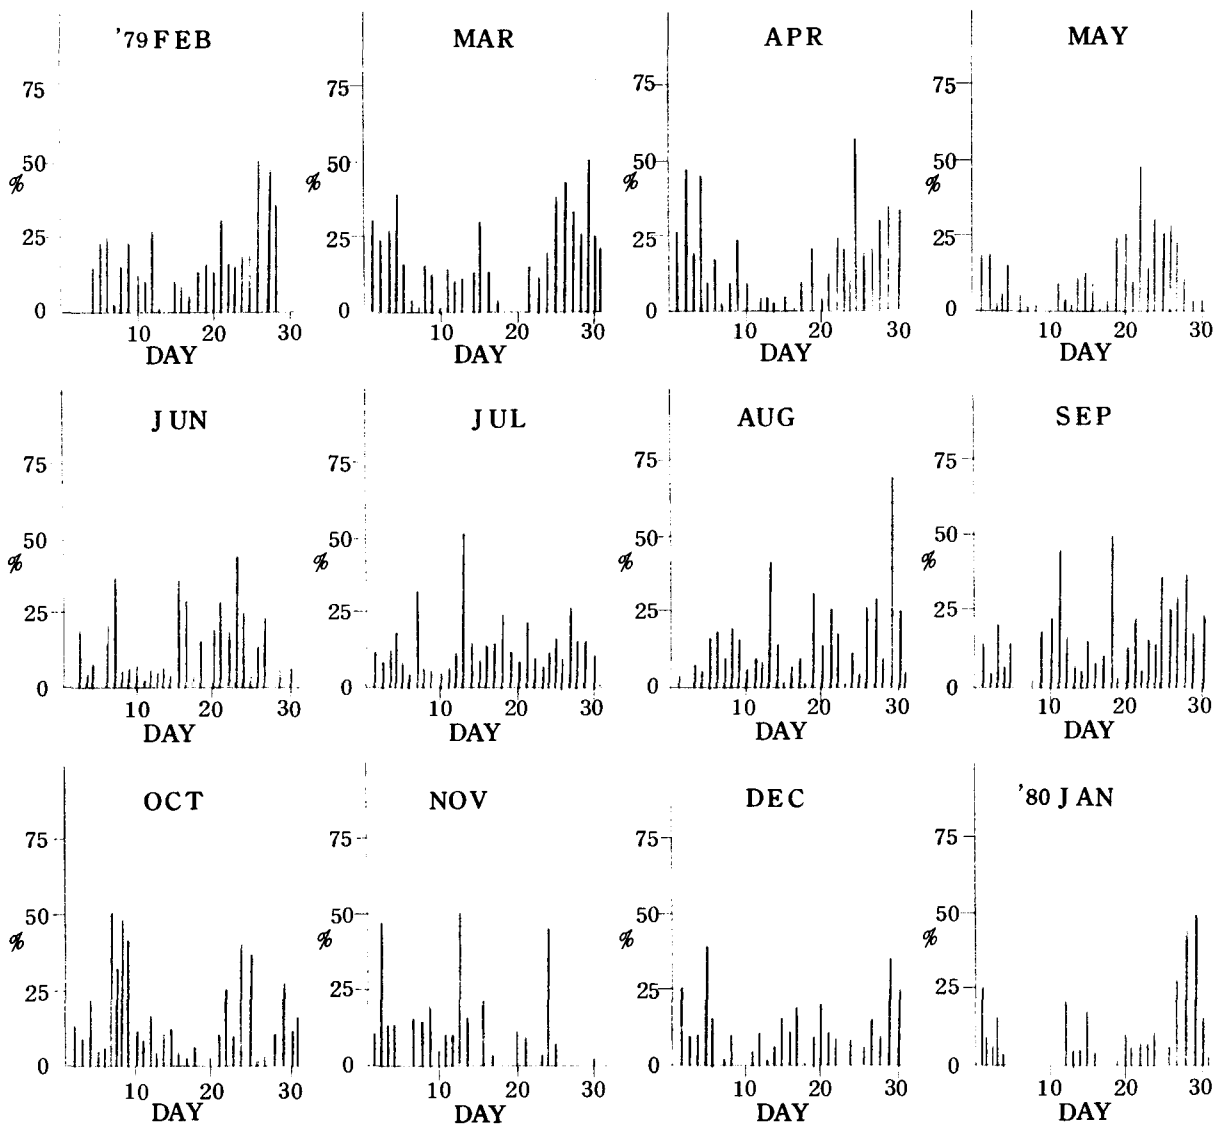 '79 FEB MAR APR MAY
75 75 75 75
50 50 50 50
% % % %
25 25 25 25
0 0 0 0
10 20 30 10 20 30 10 20 30 10 20 30
DAY DAY DAY DAY
JUN JUL AUG SEP
75 75 75 75
50 50 50 50
% % % %
25 25 25 25
0 0 0 0
10 20 30 10 20 30 10 20 30 10 20 30
DAY DAY DAY DAY
OCT NOV DEC '80 JAN
75 75 75 75
50 50 50 50
% % % %
25 25 25 25
0 0 0 0
10 20 30 10 20 30 10 20 30 10 20 30
DAY DAY DAY DAY